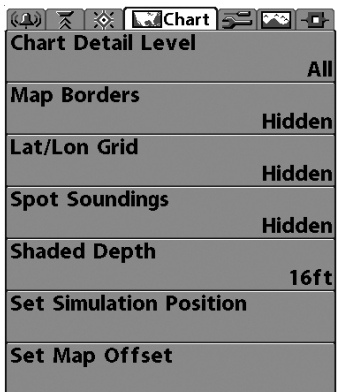 Chart
Chart Detail Level
All
Map Borders
Hidden
Lat/Lon Grid
Hidden
Spot Soundings
Hidden
Shaded Depth
16ft
Set Simulation Position
Set Map Offset